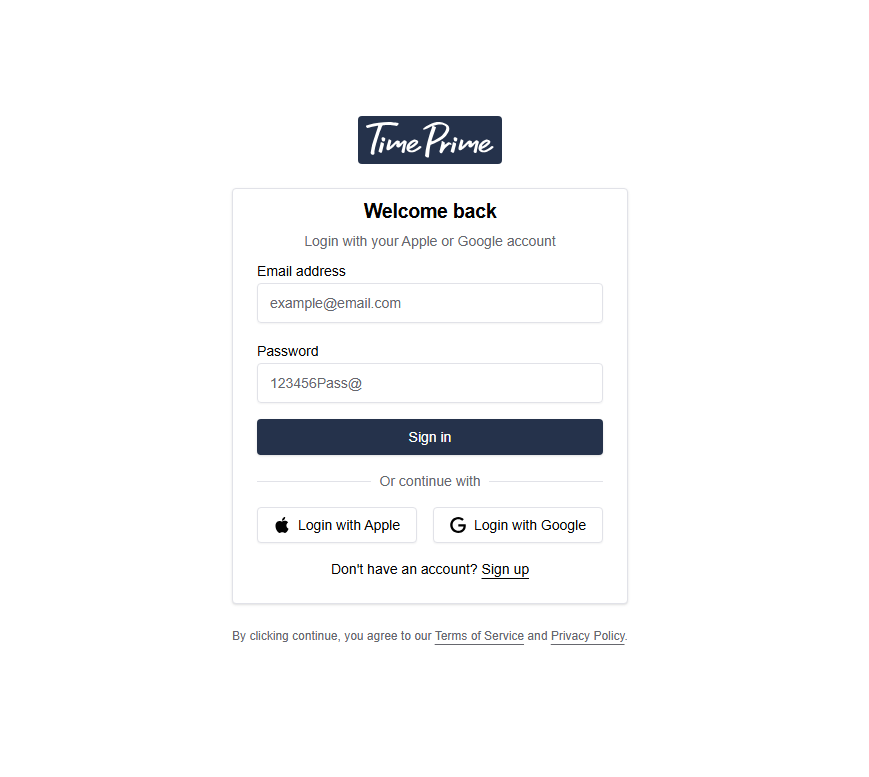 Time Prime
Welcome back
Login with your Apple or Google account
Email address
example@email.com
Password
123456Pass@
Sign in
Or continue with
Login with Apple
Login with Google
Don't have an account? Sign up
By clicking continue, you agree to our Terms of Service and Privacy Policy.